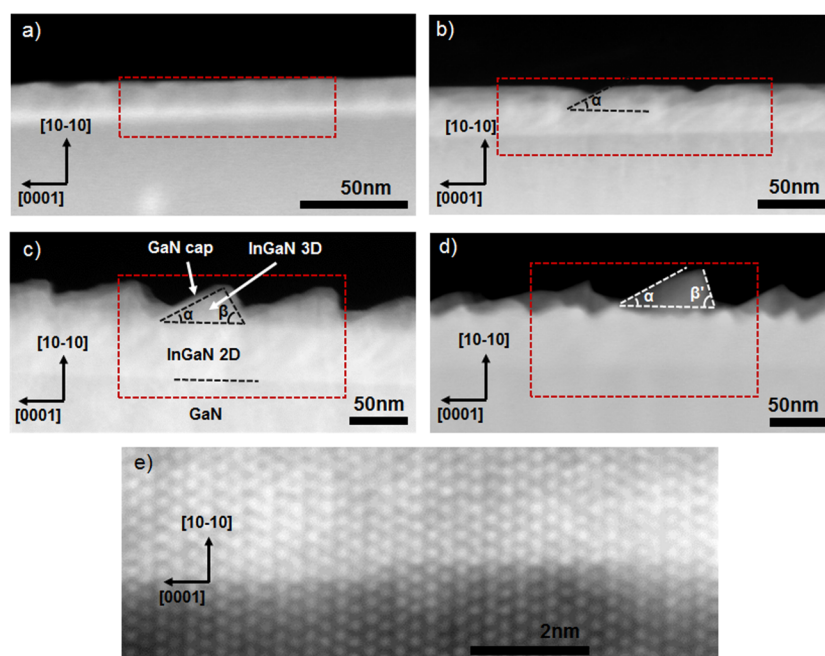 a)
[10-10]
[0001]
50nm
b)
α
[10-10]
[0001]
50nm
c)
GaN cap
InGaN 3D
α
β
[10-10]
InGaN 2D
[0001]
GaN
50nm
d)
α
β'
[10-10]
[0001]
50nm
e)
[10-10]
[0001]
2nm